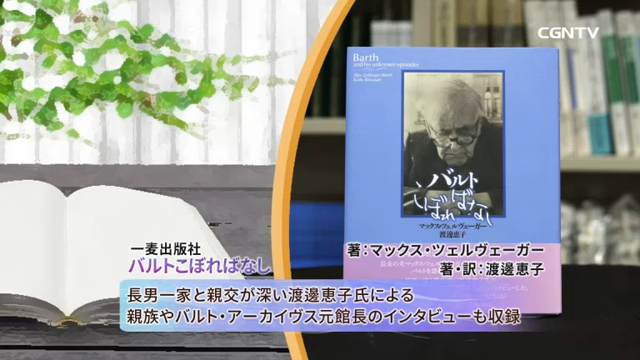 CGNTV
Barth
and his unknown episodes
バルト
こぼればなし
マックス・ツェルヴェーガー
渡邊恵子
著：マックス・ツェルヴェーガー
著・訳：渡邊恵子
一麦出版社
バルトこぼればなし
長男一家と親交が深い渡邊恵子氏による
親族やバルト・アーカイヴス元館長のインタビューも収録